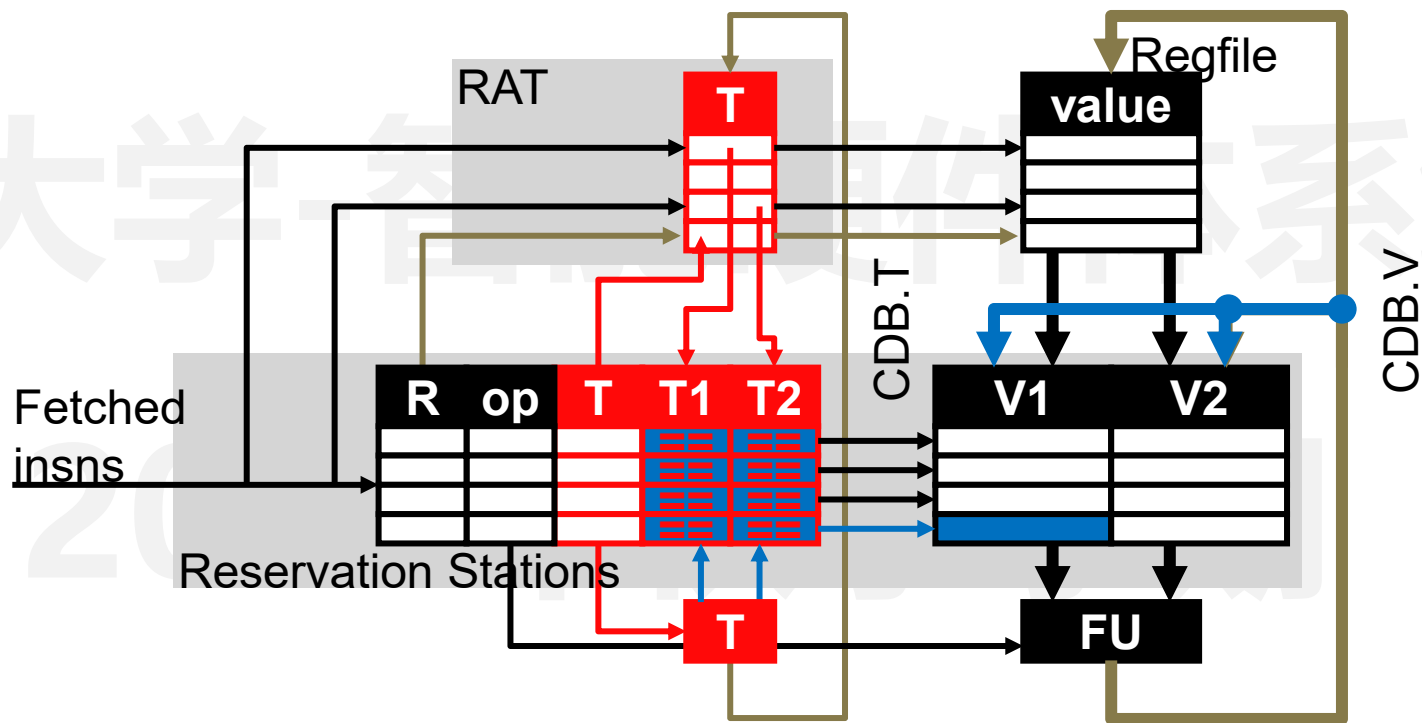 Regfile
RAT
T
value
CDB.T
CDB.V
R
op
T
T1
T2
V1
V2
Fetched
insns
Reservation Stations
T
FU